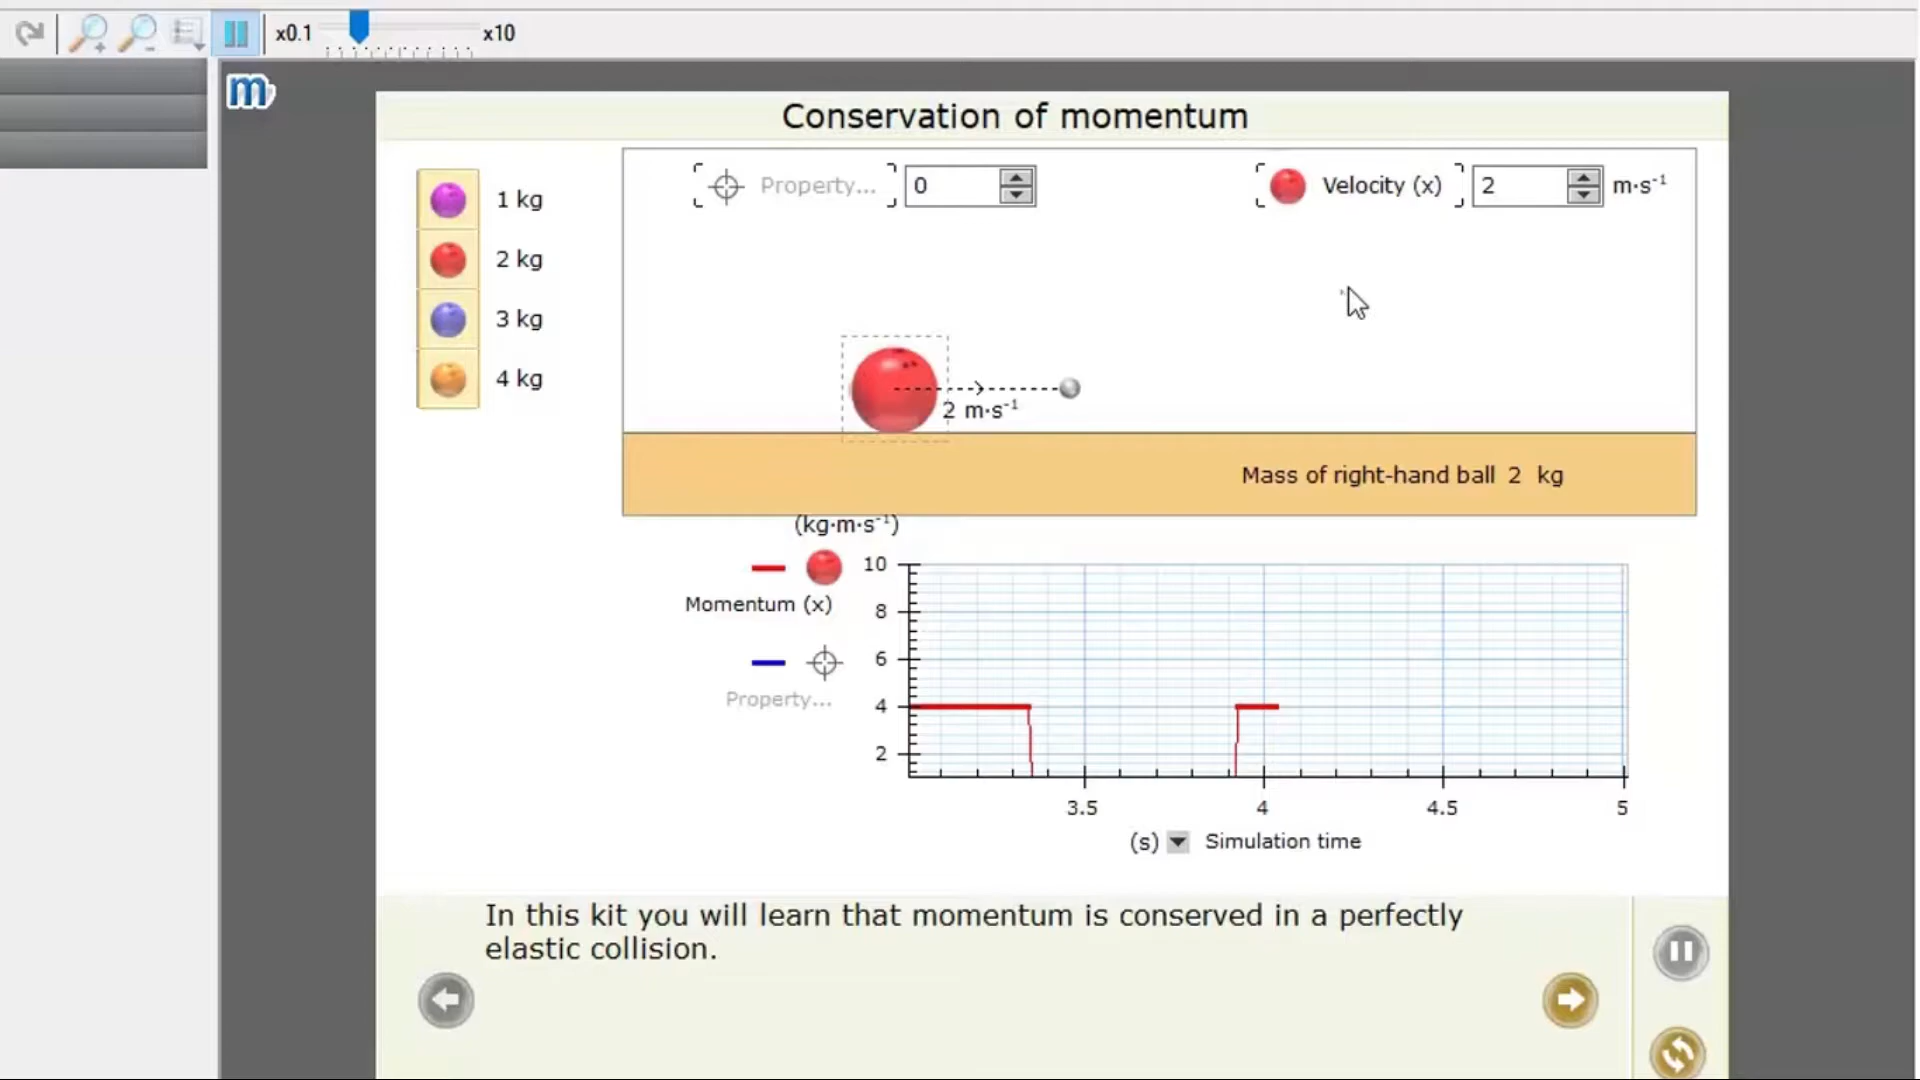 x0.1
x10
m
Conservation of momentum
1 kg
2 kg
3 kg
4 kg
Property...
0
Velocity (x)
2
m·s⁻¹
2 m·s⁻¹
Mass of right-hand ball 2 kg
(kg·m·s⁻¹)
Momentum (x)
Property...
10
8
6
4
2
3.5
4
4.5
5
(s)
Simulation time
In this kit you will learn that momentum is conserved in a perfectly
elastic collision.